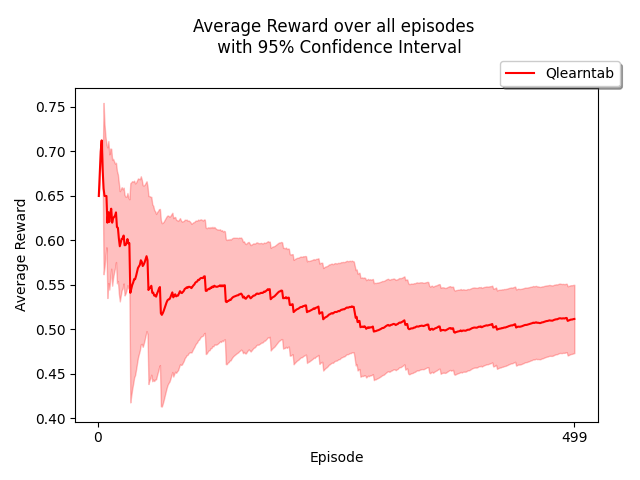 Average Reward over all episodes
with 95% Confidence Interval
Qlearntab
0.75
0.70
0.65
0.60
0.55
0.50
0.45
0.40
Average Reward
0
499
Episode